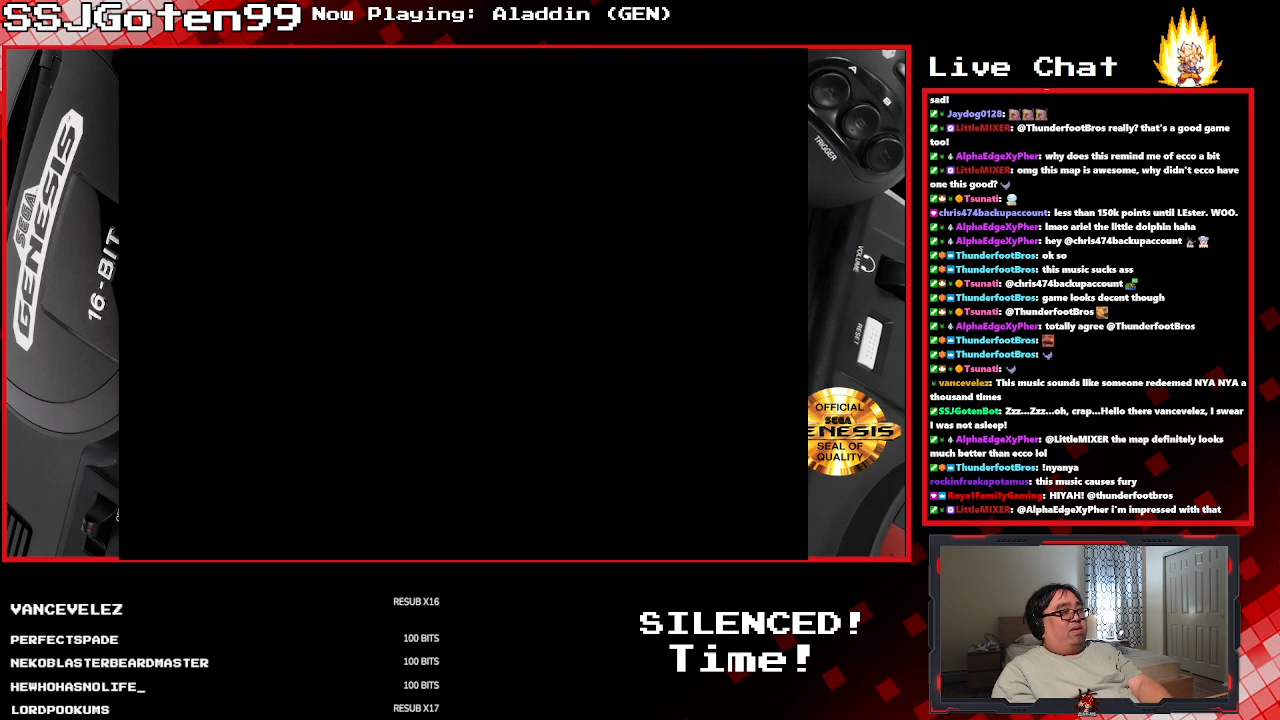 SSJGoten99
Now Playing: Aladdin (GEN)
Live Chat
SEGA
GENESIS
16-BIT
TRIGGER
A
B
VOLUME
RESET
OFFICIAL
SEGA
GENESIS
SEAL OF
QUALITY
sad!
Jaydog0128:
LittleMIXER: @ThunderfootBros really? that's a good game
too!
AlphaEdgeXyPher: why does this remind me of ecco a bit
LittleMIXER: omg this map is awesome, why didn't ecco have
one this good?
Tsunati:
chris474backupaccount: less than 150k points until LEster. WOO.
AlphaEdgeXyPher: lmao ariel the little dolphin haha
AlphaEdgeXyPher: hey @chris474backupaccount
ThunderfootBros: ok so
ThunderfootBros: this music sucks ass
Tsunati: @chris474backupaccount
ThunderfootBros: game looks decent though
Tsunati: @ThunderfootBros
AlphaEdgeXyPher: totally agree @ThunderfootBros
ThunderfootBros:
ThunderfootBros:
Tsunati:
vancevelez: This music sounds like someone redeemed NYA NYA a
thousand times
SSJGotenBot: Zzz...Zzz...oh, crap...Hello there vancevelez, I swear
I was not asleep!
AlphaEdgeXyPher: @LittleMIXER the map definitely looks
much better than ecco lol
ThunderfootBros: !nyanya
rockinfreakapotamus: this music causes fury
Roya1Fami1yGaming: HIYAH! @thunderfootbros
LittleMIXER: @AlphaEdgeXyPher i'm impressed with that
VANCEVELEZ RESUB X16
PERFECTSPADE 100 BITS
NEKOBLASTERBEARDMASTER 100 BITS
HEWHOHASNOLIFE_ 100 BITS
LORDPOOKUMS RESUB X17
SILENCED!
Time!